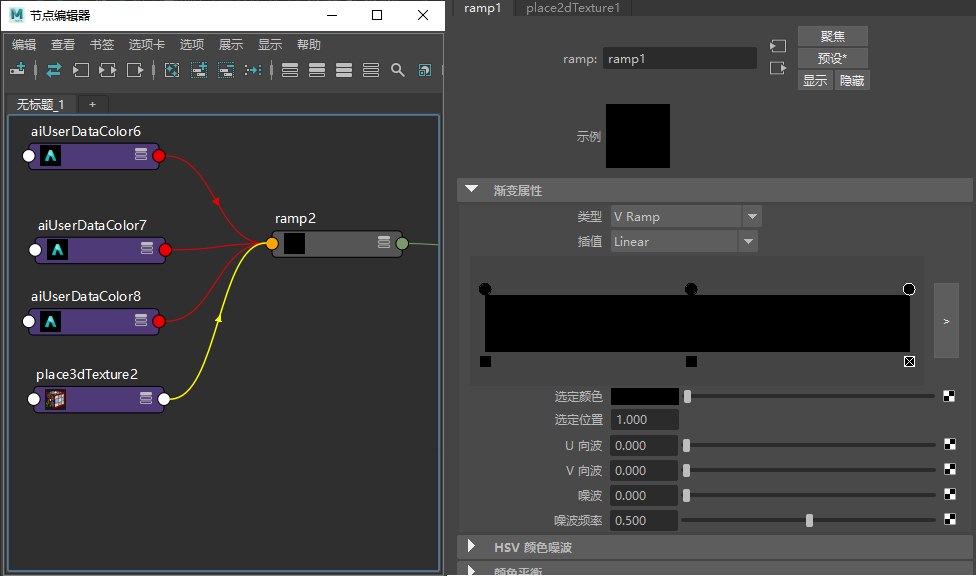 节点编辑器
编辑 查看 书签 选项卡 选项 展示 显示 帮助
无标题_1 +
aiUserDataColor6
aiUserDataColor7
aiUserDataColor8
place3dTexture2
ramp2
ramp1 place2dTexture1
ramp: ramp1
聚焦
预设*
显示 隐藏
示例
渐变属性
类型 V Ramp
插值 Linear
>
选定颜色
选定位置 1.000
U 向波 0.000
V 向波 0.000
噪波 0.000
噪波频率 0.500
HSV 颜色噪波
颜色平衡